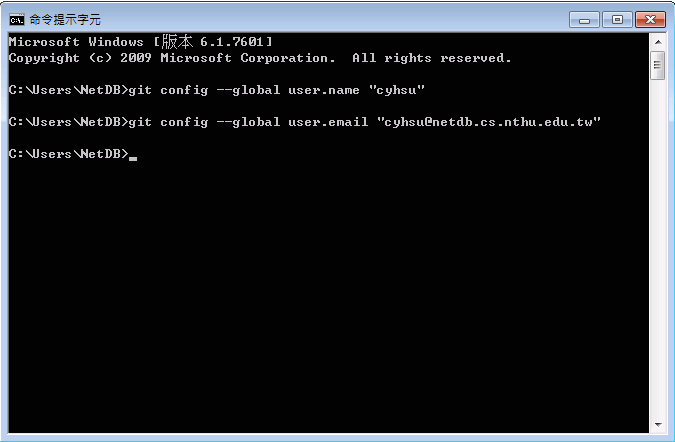 命令提示字元
Microsoft Windows [版本 6.1.7601]
Copyright (c) 2009 Microsoft Corporation.  All rights reserved.
C:\Users\NetDB>git config --global user.name "cyhsu"
C:\Users\NetDB>git config --global user.email "cyhsu@netdb.cs.nthu.edu.tw"
C:\Users\NetDB>